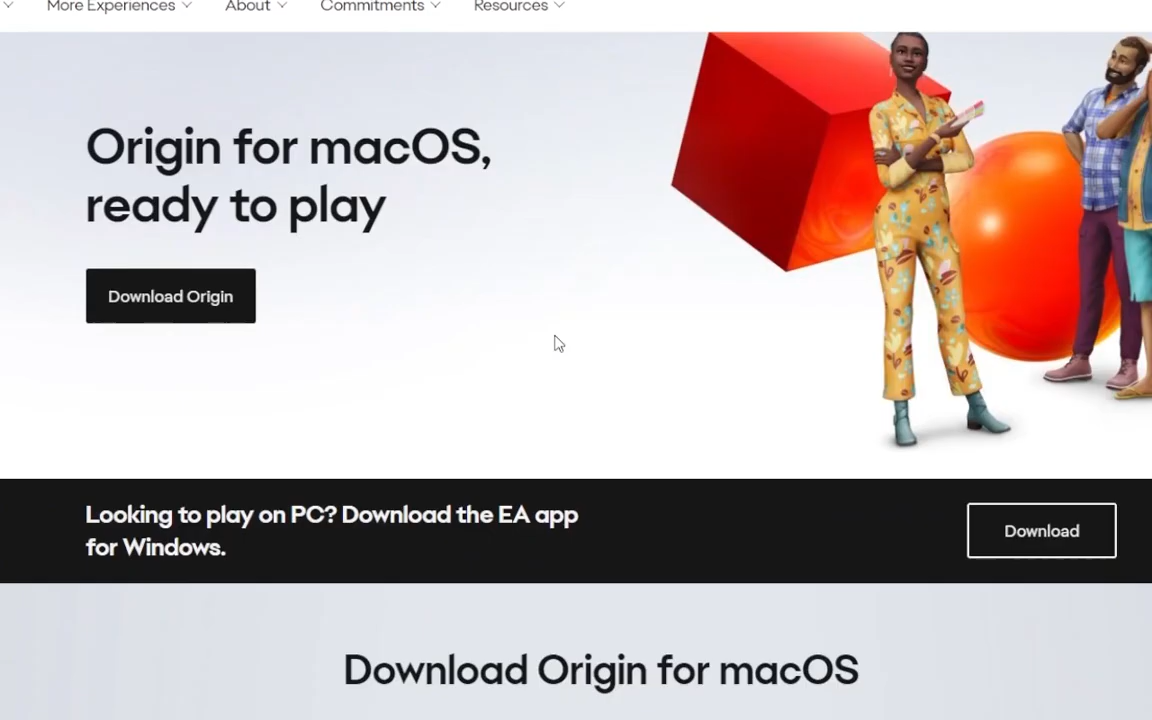 More Experiences
About
Commitments
Resources
Origin for macOS,
ready to play
Download Origin
Looking to play on PC? Download the EA app
for Windows.
Download
Download Origin for macOS